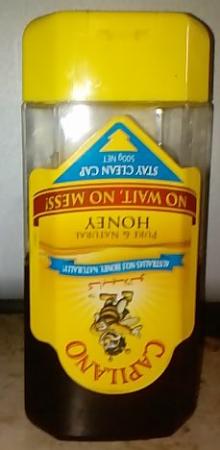 CAPILANO
AUSTRALIA'S NO.1 HONEY, NATURALLY!
PURE & NATURAL
HONEY
NO WAIT, NO MESS!
STAY CLEAN CAP
500g NET